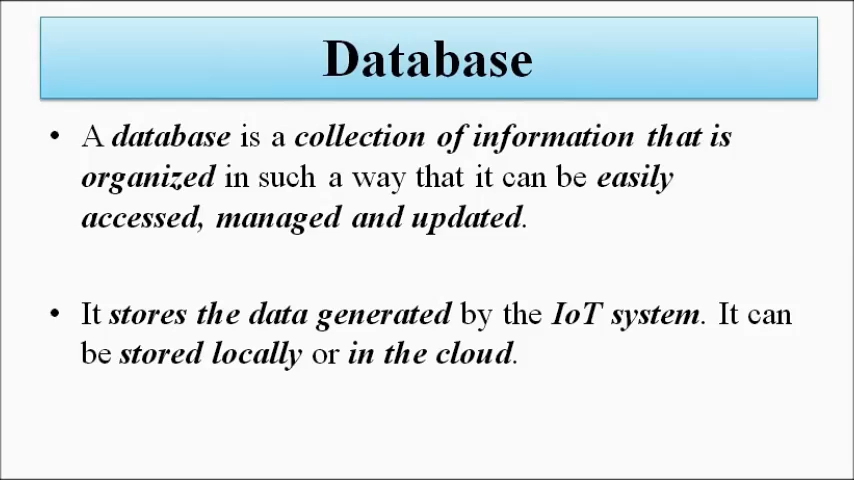 Database
• A database is a collection of information that is
organized in such a way that it can be easily
accessed, managed and updated.
• It stores the data generated by the IoT system. It can
be stored locally or in the cloud.